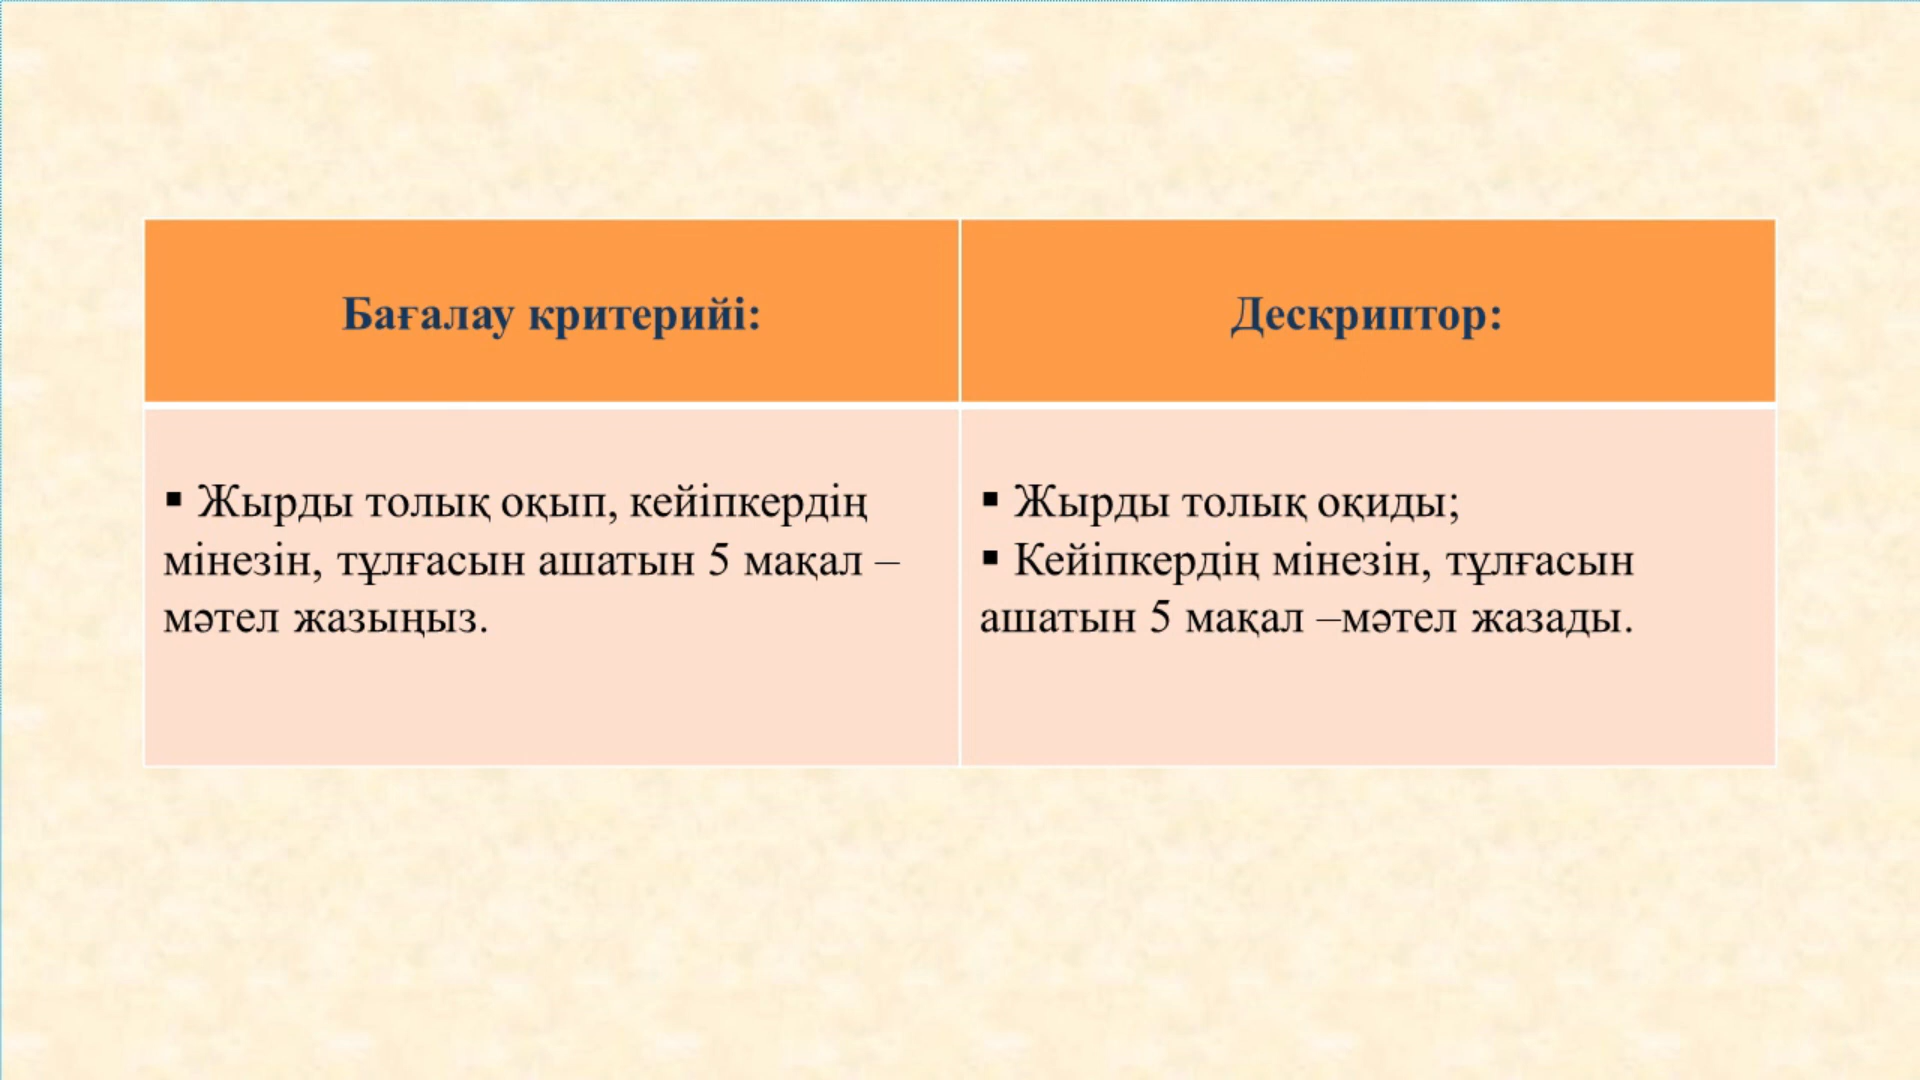 Бағалау критерийі:
Дескриптор:
▪ Жырды толық оқып, кейіпкердің
мінезін, тұлғасын ашатын 5 мақал –
мәтел жазыңыз.
▪ Жырды толық оқиды;
▪ Кейіпкердің мінезін, тұлғасын
ашатын 5 мақал –мәтел жазады.